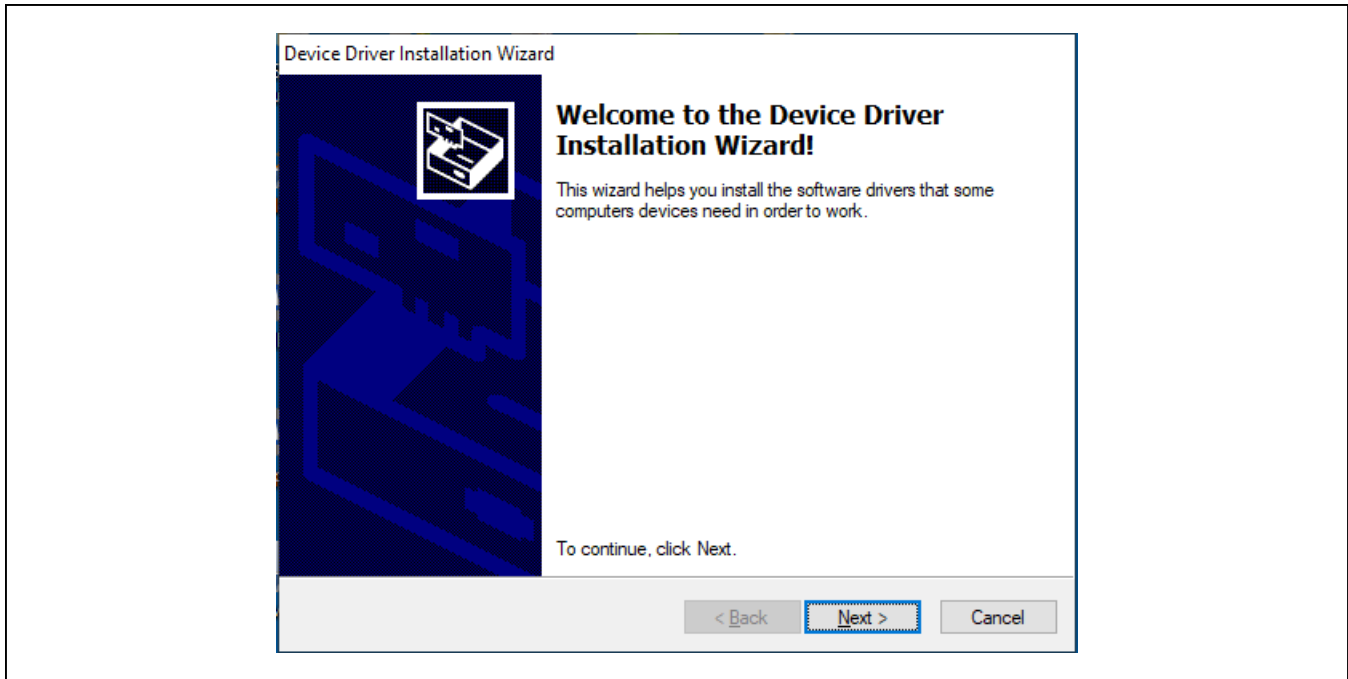 Device Driver Installation Wizard
Welcome to the Device Driver
Installation Wizard!
This wizard helps you install the software drivers that some
computers devices need in order to work.
To continue, click Next.
< Back
Next >
Cancel